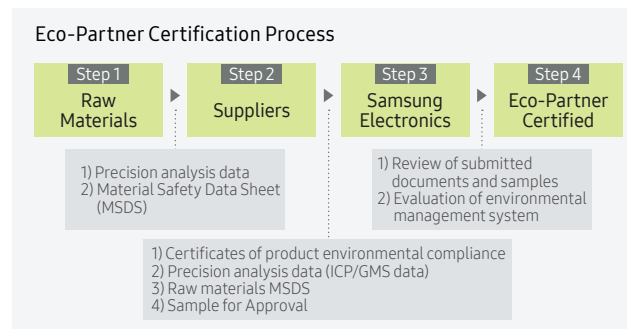 Eco-Partner Certification Process
Step 1
Raw
Materials
Step 2
Suppliers
Step 3
Samsung
Electronics
Step 4
Eco-Partner
Certified
1) Precision analysis data
2) Material Safety Data Sheet
(MSDS)
1) Review of submitted
documents and samples
2) Evaluation of environmental
management system
1) Certificates of product environmental compliance
2) Precision analysis data (ICP/GMS data)
3) Raw materials MSDS
4) Sample for Approval